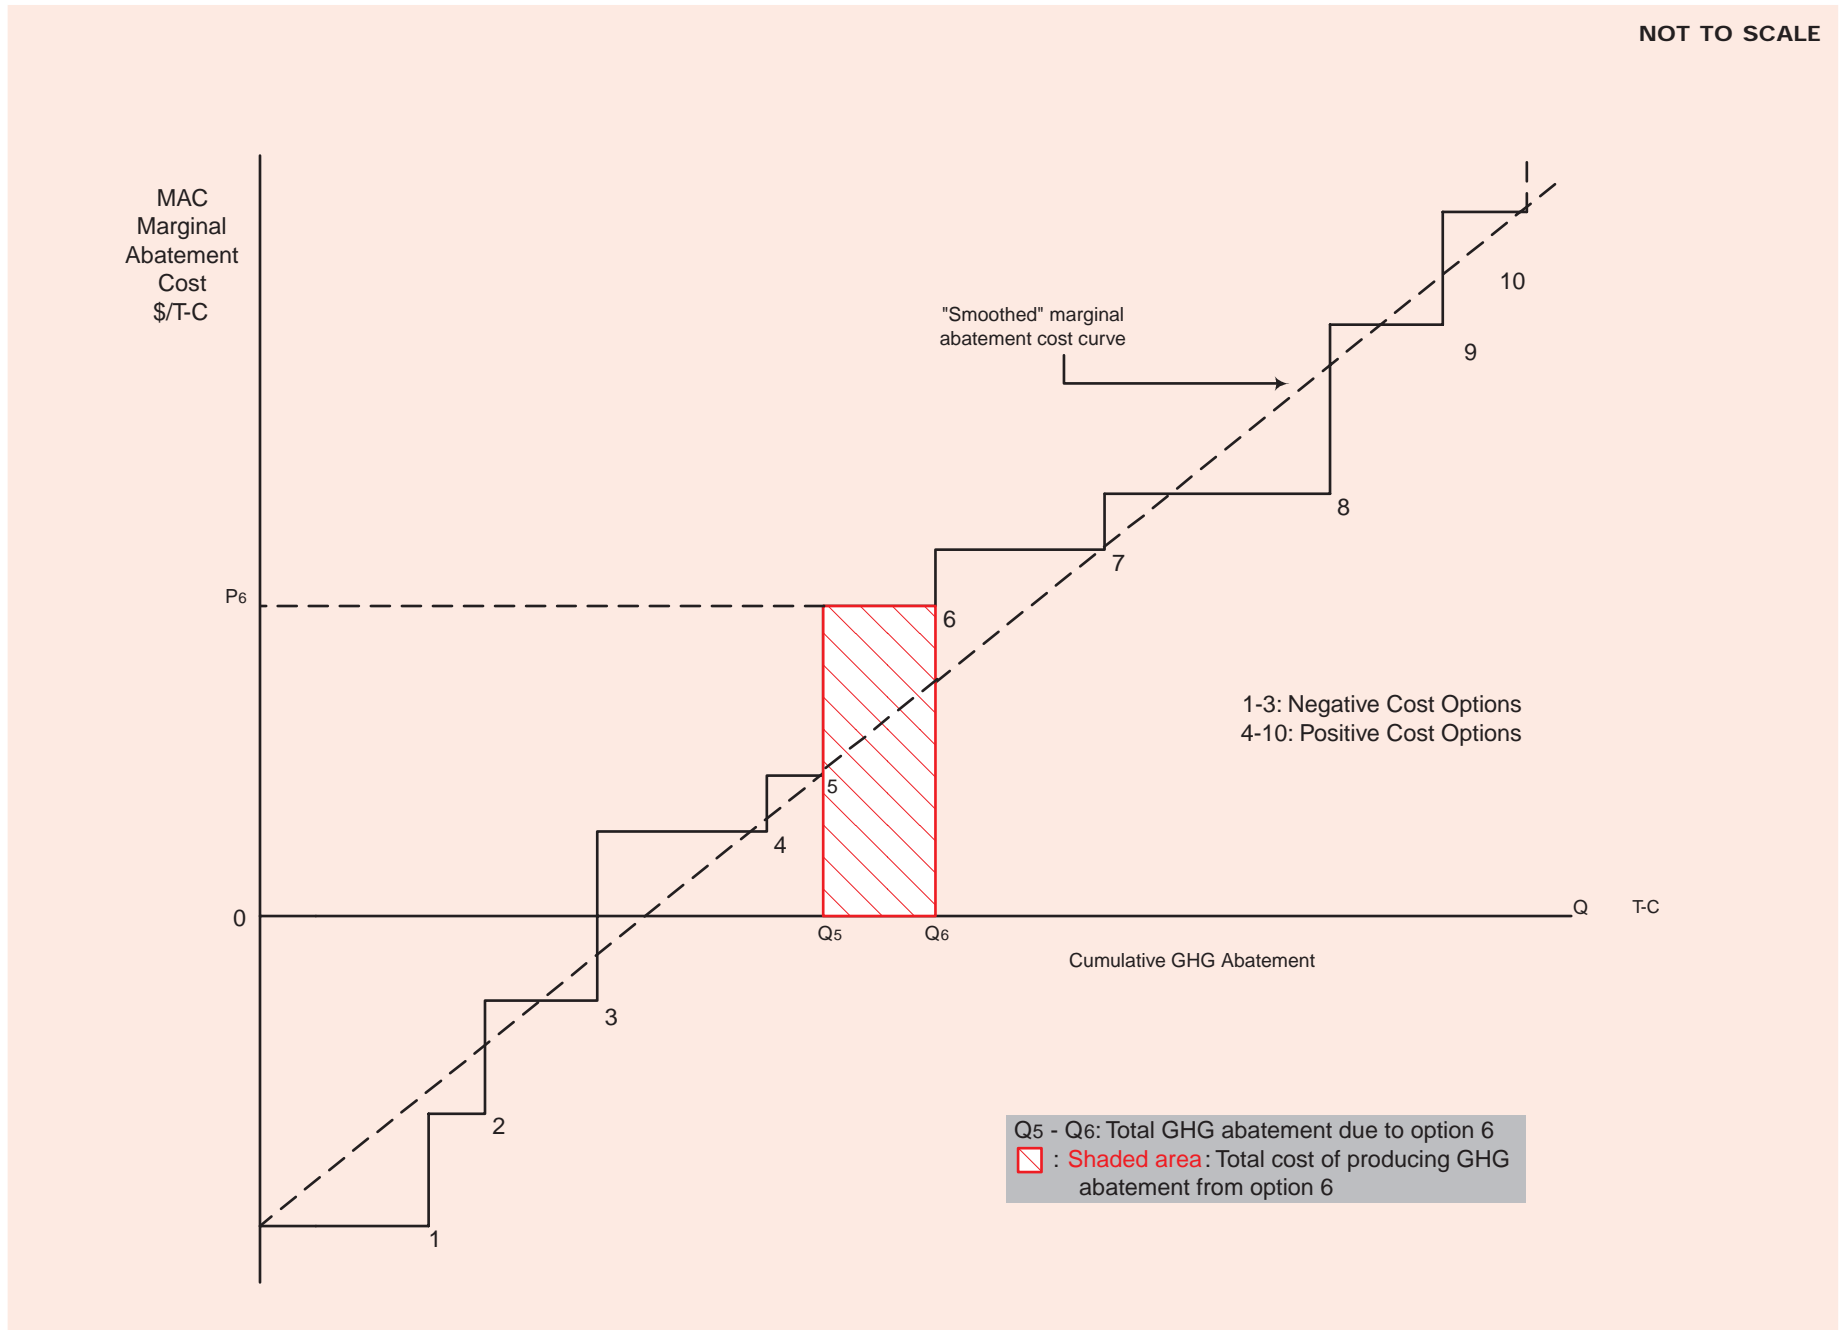 NOT TO SCALE
MAC
Marginal
Abatement
Cost
$/T-C
"Smoothed" marginal
abatement cost curve
10
9
8
7
P6
6
1-3: Negative Cost Options
4-10: Positive Cost Options
5
4
0
Q T-C
Q5 Q6
Cumulative GHG Abatement
3
2
Q5 - Q6: Total GHG abatement due to option 6
: Shaded area: Total cost of producing GHG
abatement from option 6
1